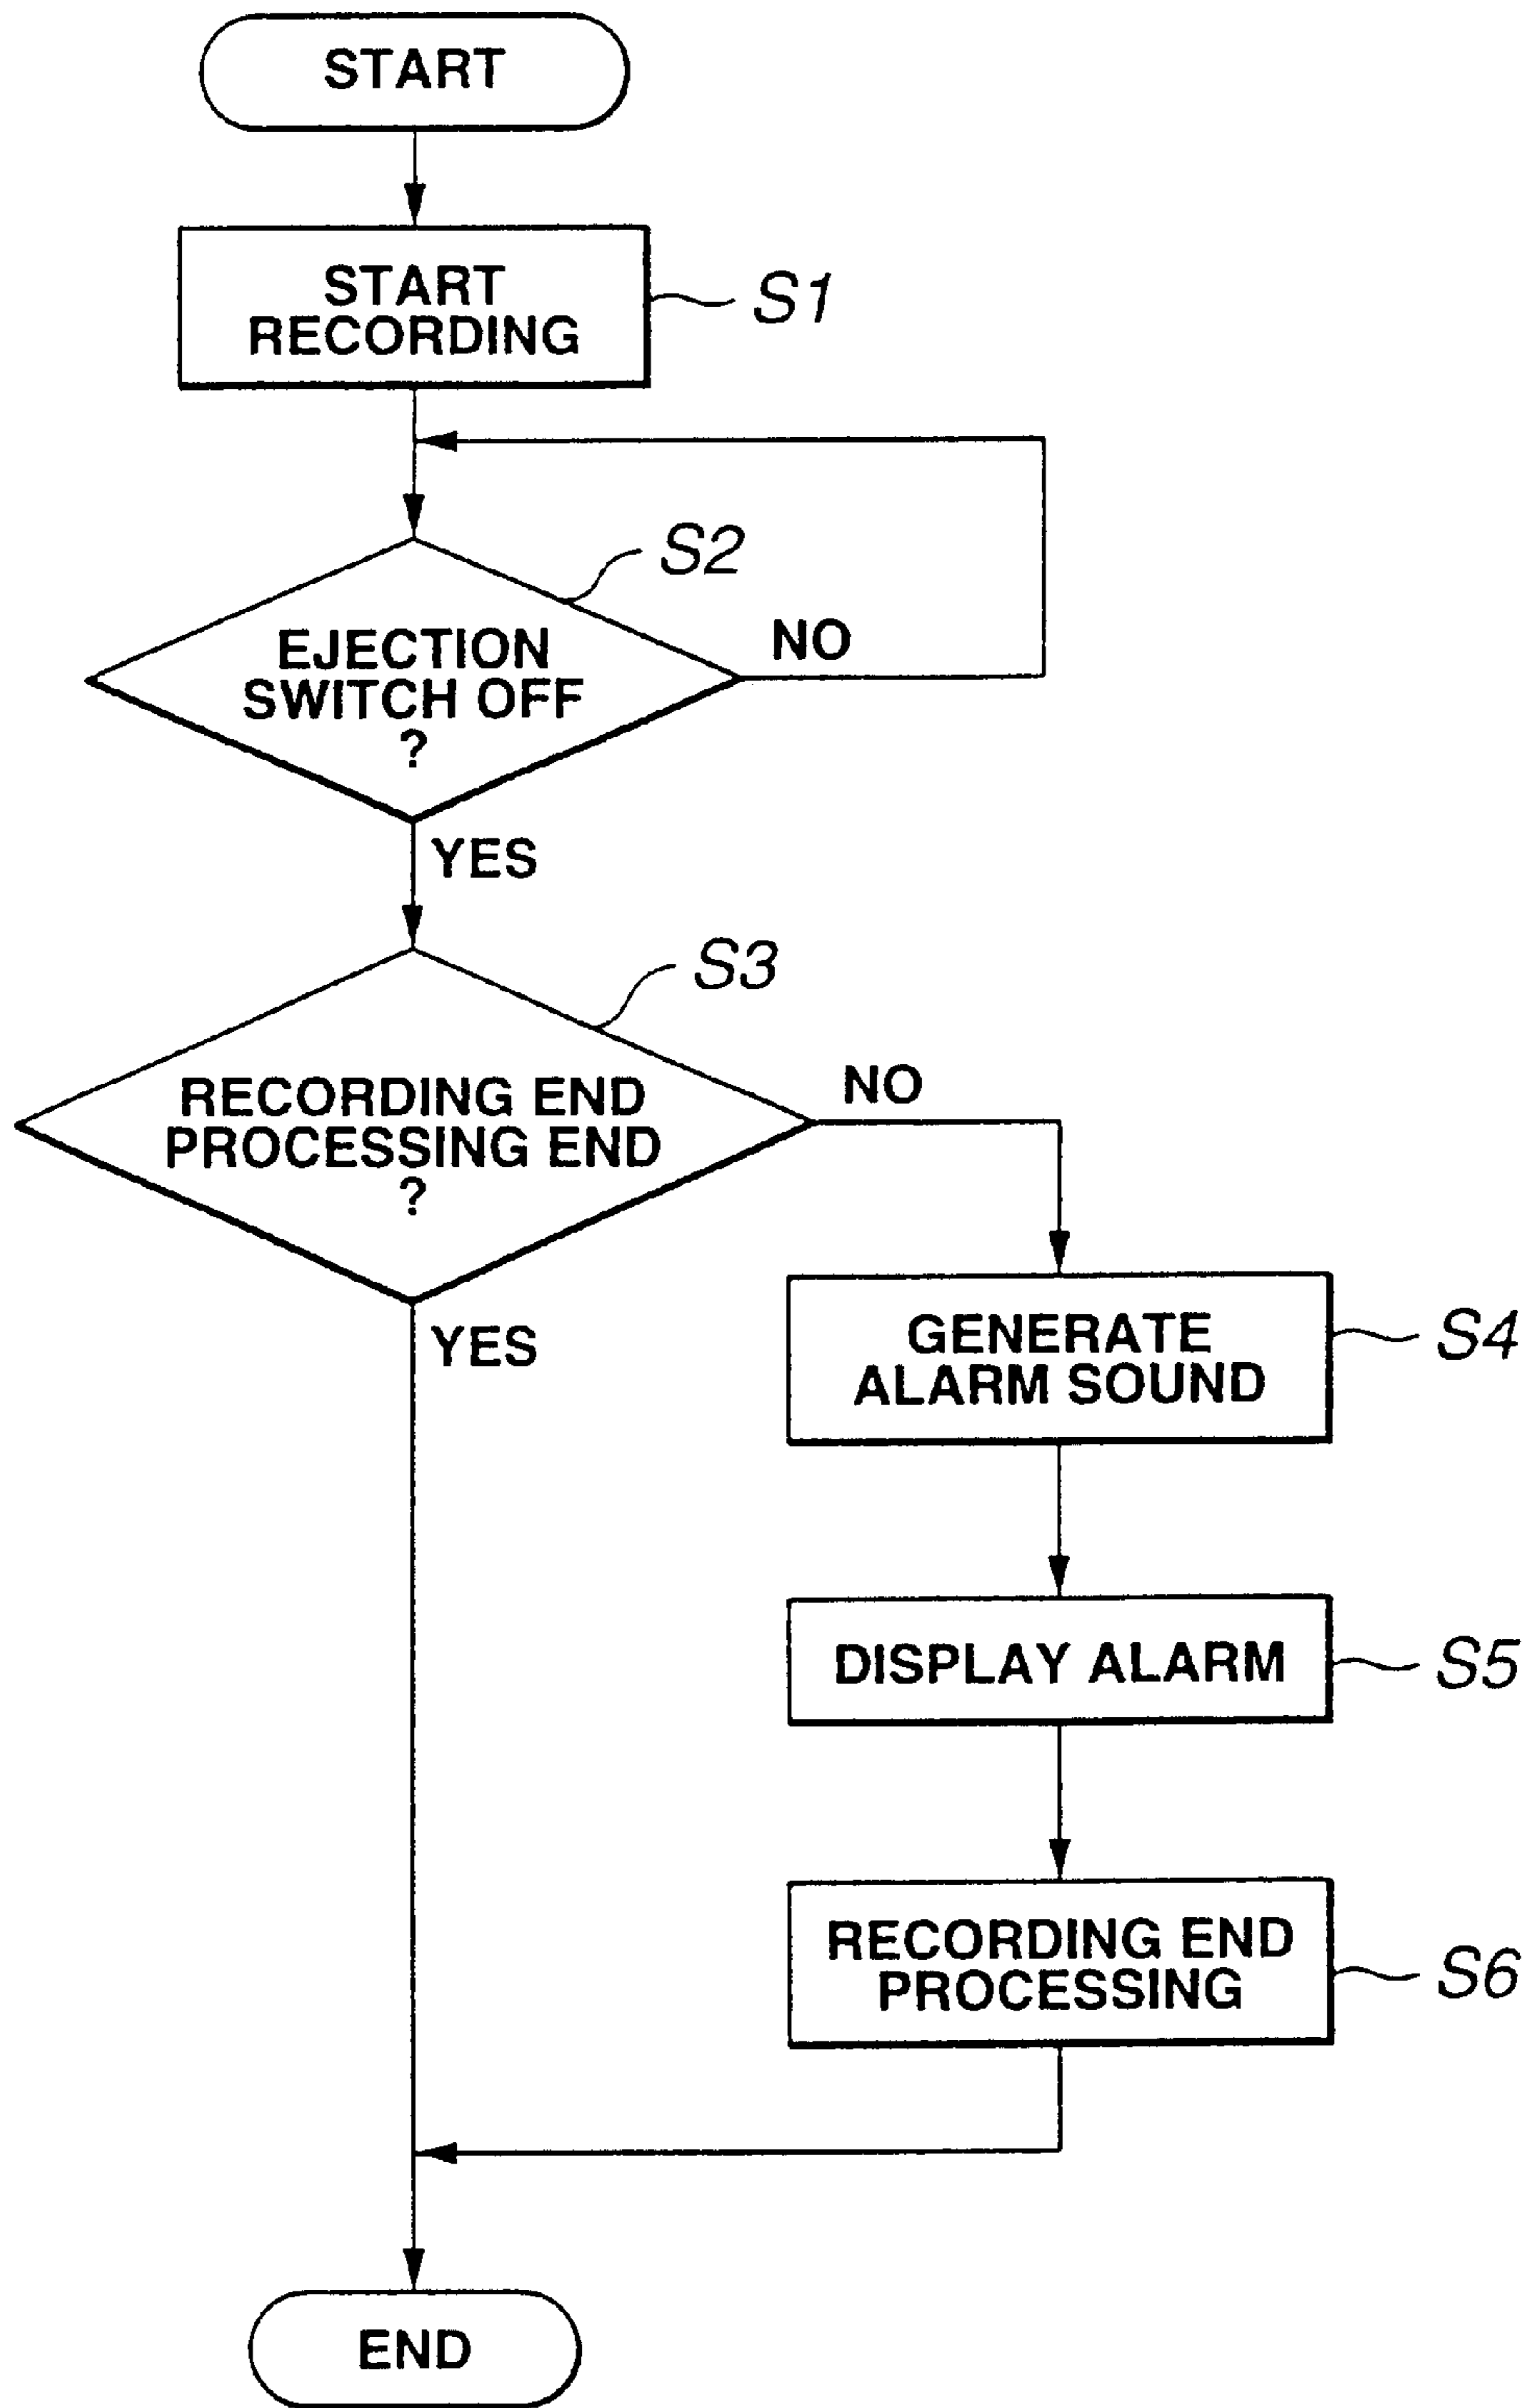 START
START
RECORDING
S1
S2
EJECTION
SWITCH OFF
?
NO
YES
S3
RECORDING END
PROCESSING END
?
NO
YES
GENERATE
ALARM SOUND
S4
DISPLAY ALARM
S5
RECORDING END
PROCESSING
S6
END